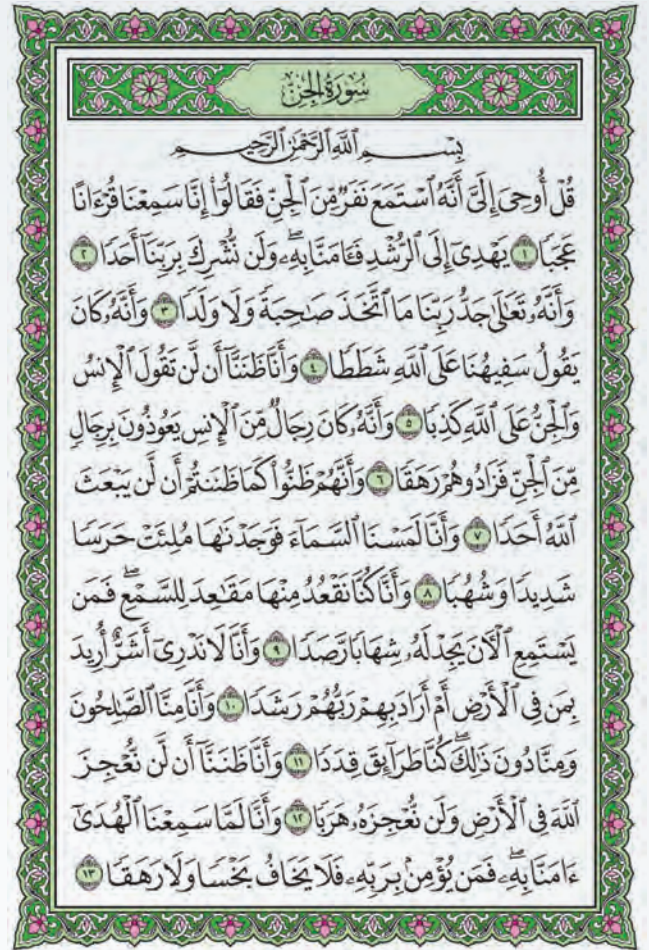 سُورَةُ الجِنّ
بِسْمِ ٱللَّهِ ٱلرَّحْمَٰنِ ٱلرَّحِيمِ
قُلْ أُوحِيَ إِلَيَّ أَنَّهُ ٱسْتَمَعَ نَفَرٌ مِّنَ ٱلْجِنِّ فَقَالُوٓا۟ إِنَّا سَمِعْنَا قُرْءَانًا
عَجَبًا ١ يَهْدِىٓ إِلَى ٱلرُّشْدِ فَـَٔامَنَّا بِهِۦۖ وَلَن نُّشْرِكَ بِرَبِّنَآ أَحَدًا ٢
وَأَنَّهُۥ تَعَٰلَىٰ جَدُّ رَبِّنَا مَا ٱتَّخَذَ صَٰحِبَةً وَلَا وَلَدًا ٣ وَأَنَّهُۥ كَانَ
يَقُولُ سَفِيهُنَا عَلَى ٱللَّهِ شَطَطًا ٤ وَأَنَّا ظَنَنَّآ أَن لَّن تَقُولَ ٱلْإِنسُ
وَٱلْجِنُّ عَلَى ٱللَّهِ كَذِبًا ٥ وَأَنَّهُۥ كَانَ رِجَالٌ مِّنَ ٱلْإِنسِ يَعُوذُونَ بِرِجَالٍ
مِّنَ ٱلْجِنِّ فَزَادُوهُمْ رَهَقًا ٦ وَأَنَّهُمْ ظَنُّوا۟ كَمَا ظَنَنتُمْ أَن لَّن يَبْعَثَ
ٱللَّهُ أَحَدًا ٧ وَأَنَّا لَمَسْنَا ٱلسَّمَآءَ فَوَجَدْنَٰهَا مُلِئَتْ حَرَسًا
شَدِيدًا وَشُهُبًا ٨ وَأَنَّا كُنَّا نَقْعُدُ مِنْهَا مَقَٰعِدَ لِلسَّمْعِۖ فَمَن
يَسْتَمِعِ ٱلْـَٔانَ يَجِدْ لَهُۥ شِهَابًا رَّصَدًا ٩ وَأَنَّا لَا نَدْرِىٓ أَشَرٌّ أُرِيدَ
بِمَن فِى ٱلْأَرْضِ أَمْ أَرَادَ بِهِمْ رَبُّهُمْ رَشَدًا ١٠ وَأَنَّا مِنَّا ٱلصَّٰلِحُونَ
وَمِنَّا دُونَ ذَٰلِكَۖ كُنَّا طَرَآئِقَ قِدَدًا ١١ وَأَنَّا ظَنَنَّآ أَن لَّن نُّعْجِزَ
ٱللَّهَ فِى ٱلْأَرْضِ وَلَن نُّعْجِزَهُۥ هَرَبًا ١٢ وَأَنَّا لَمَّا سَمِعْنَا ٱلْهُدَىٰٓ
ءَامَنَّا بِهِۦۖ فَمَن يُؤْمِنۢ بِرَبِّهِۦ فَلَا يَخَافُ بَخْسًا وَلَا رَهَقًا ١٣